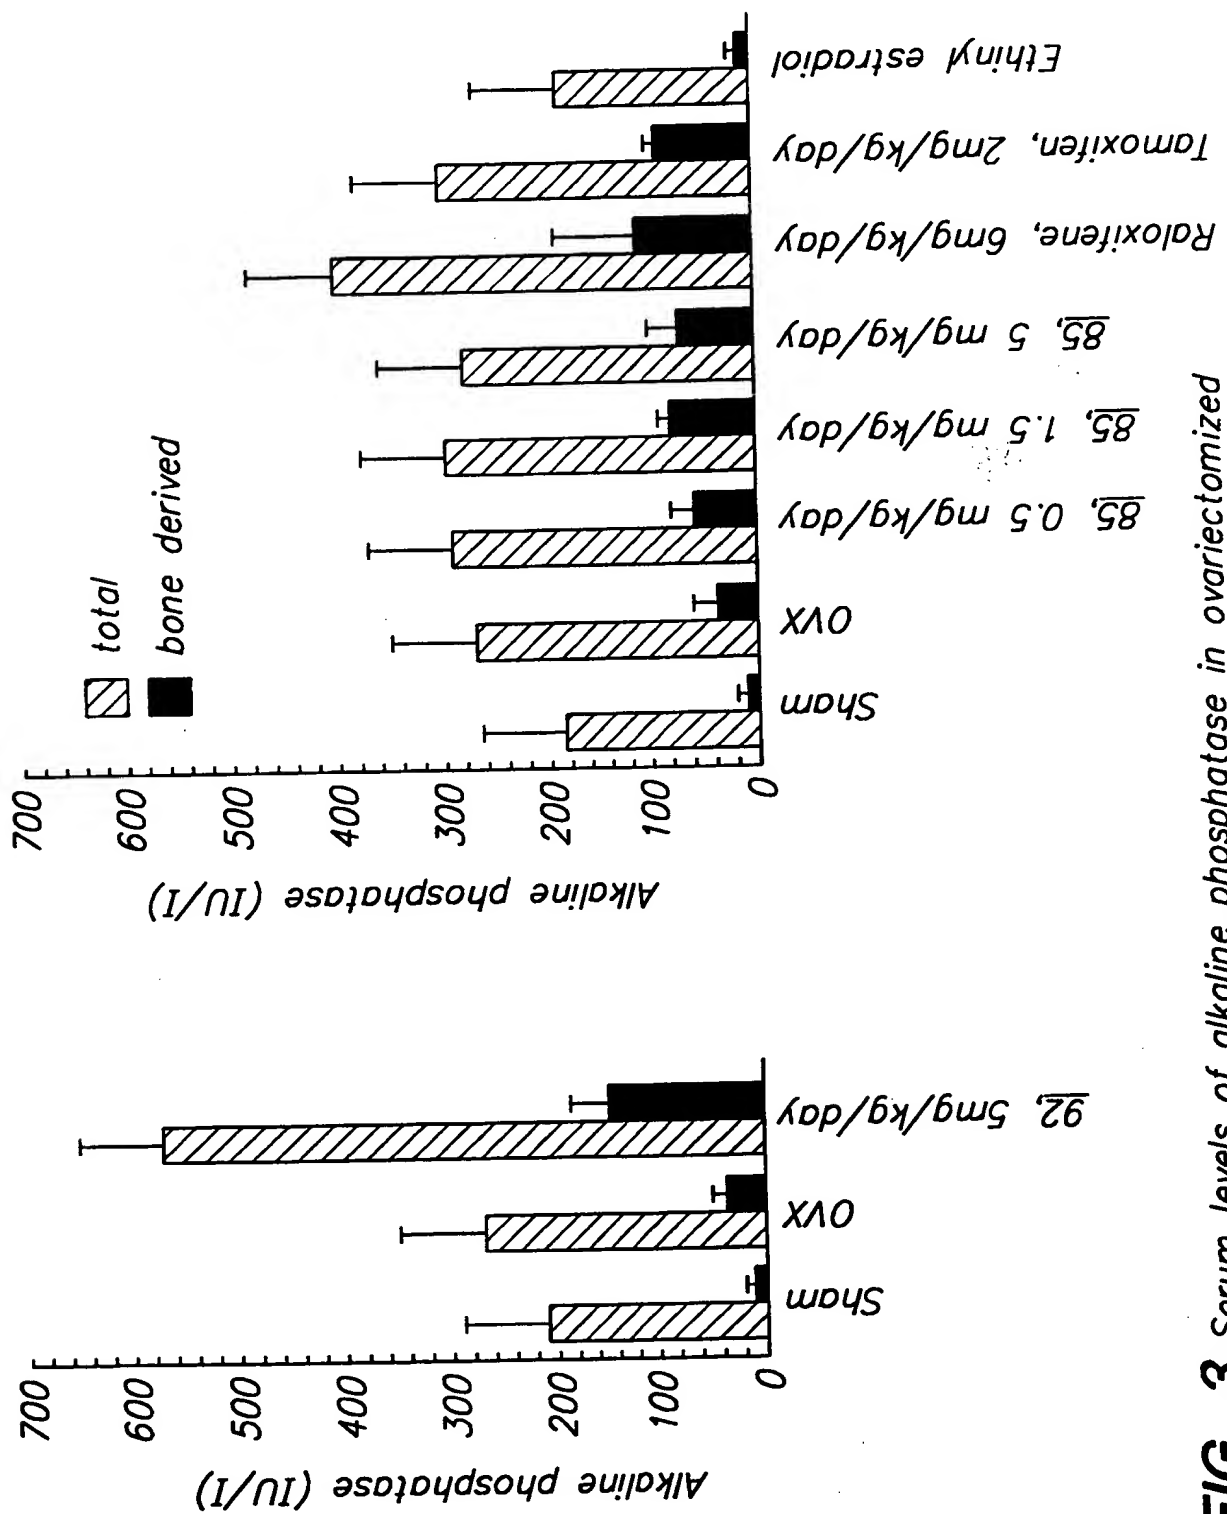 total
bone derived
700
600
500
400
300
200
100
0
Alkaline phosphatase (IU/I)
Sham
OVX
92, 5mg/kg/day
700
600
500
400
300
200
100
0
Alkaline phosphatase (IU/I)
Sham
OVX
85, 0.5 mg/kg/day
85, 1.5 mg/kg/day
85, 5 mg/kg/day
Raloxifene, 6mg/kg/day
Tamoxifen, 2mg/kg/day
Ethinyl estradiol
FIG. 3 Serum levels of alkaline phosphatase in ovariectomized